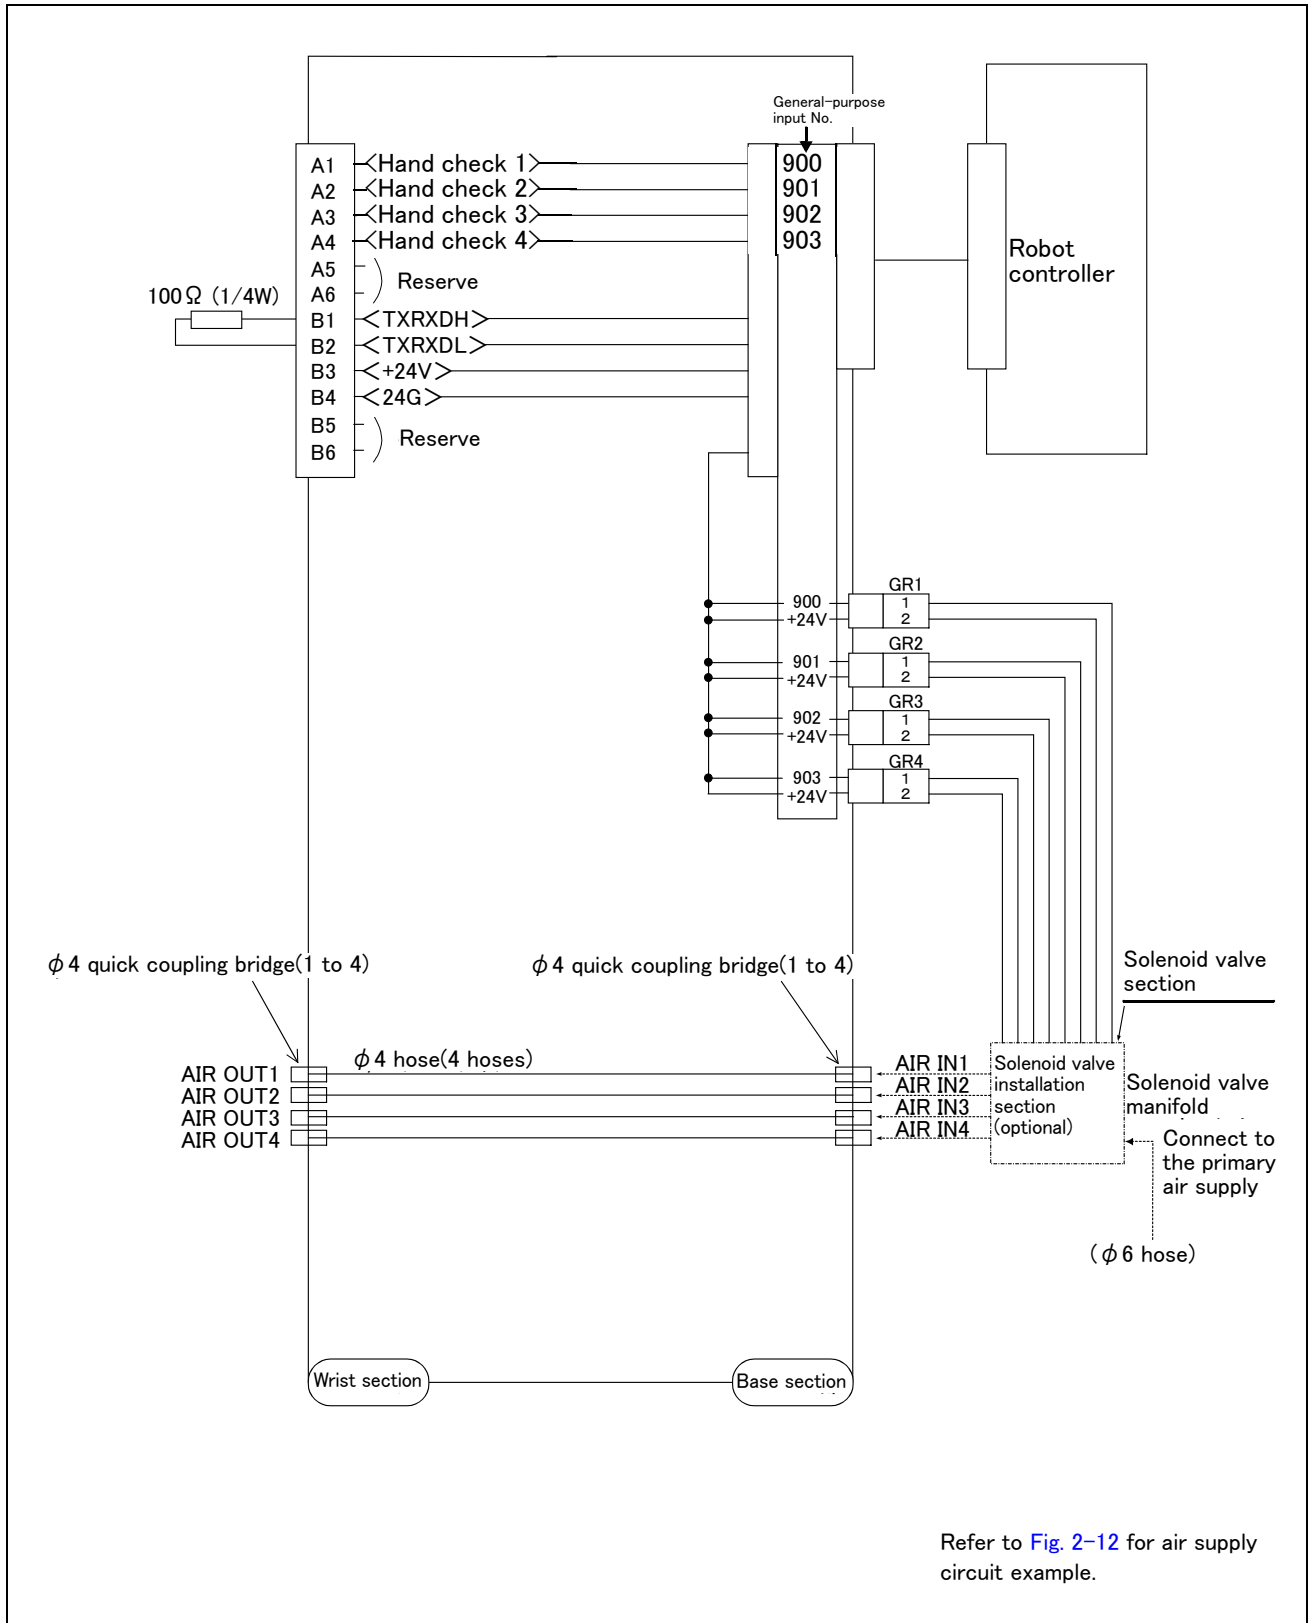 General-purpose
input No.
A1 <Hand check 1> 900
A2 <Hand check 2> 901
A3 <Hand check 3> 902
A4 <Hand check 4> 903
A5
A6
Reserve
Robot
controller
100Ω (1/4W)
B1 <TXRXDH>
B2 <TXRXDL>
B3 <+24V>
B4 <24G>
B5
B6
Reserve
GR1
900 1
+24V 2
GR2
901 1
+24V 2
GR3
902 1
+24V 2
GR4
903 1
+24V 2
φ4 quick coupling bridge(1 to 4)
φ4 quick coupling bridge(1 to 4)
Solenoid valve
section
φ4 hose(4 hoses)
AIR OUT1
AIR OUT2
AIR OUT3
AIR OUT4
AIR IN1
AIR IN2
AIR IN3
AIR IN4
Solenoid valve
installation
section
(optional)
Solenoid valve
manifold
Connect to
the primary
air supply
(φ6 hose)
Wrist section
Base section
Refer to Fig. 2-12 for air supply
circuit example.